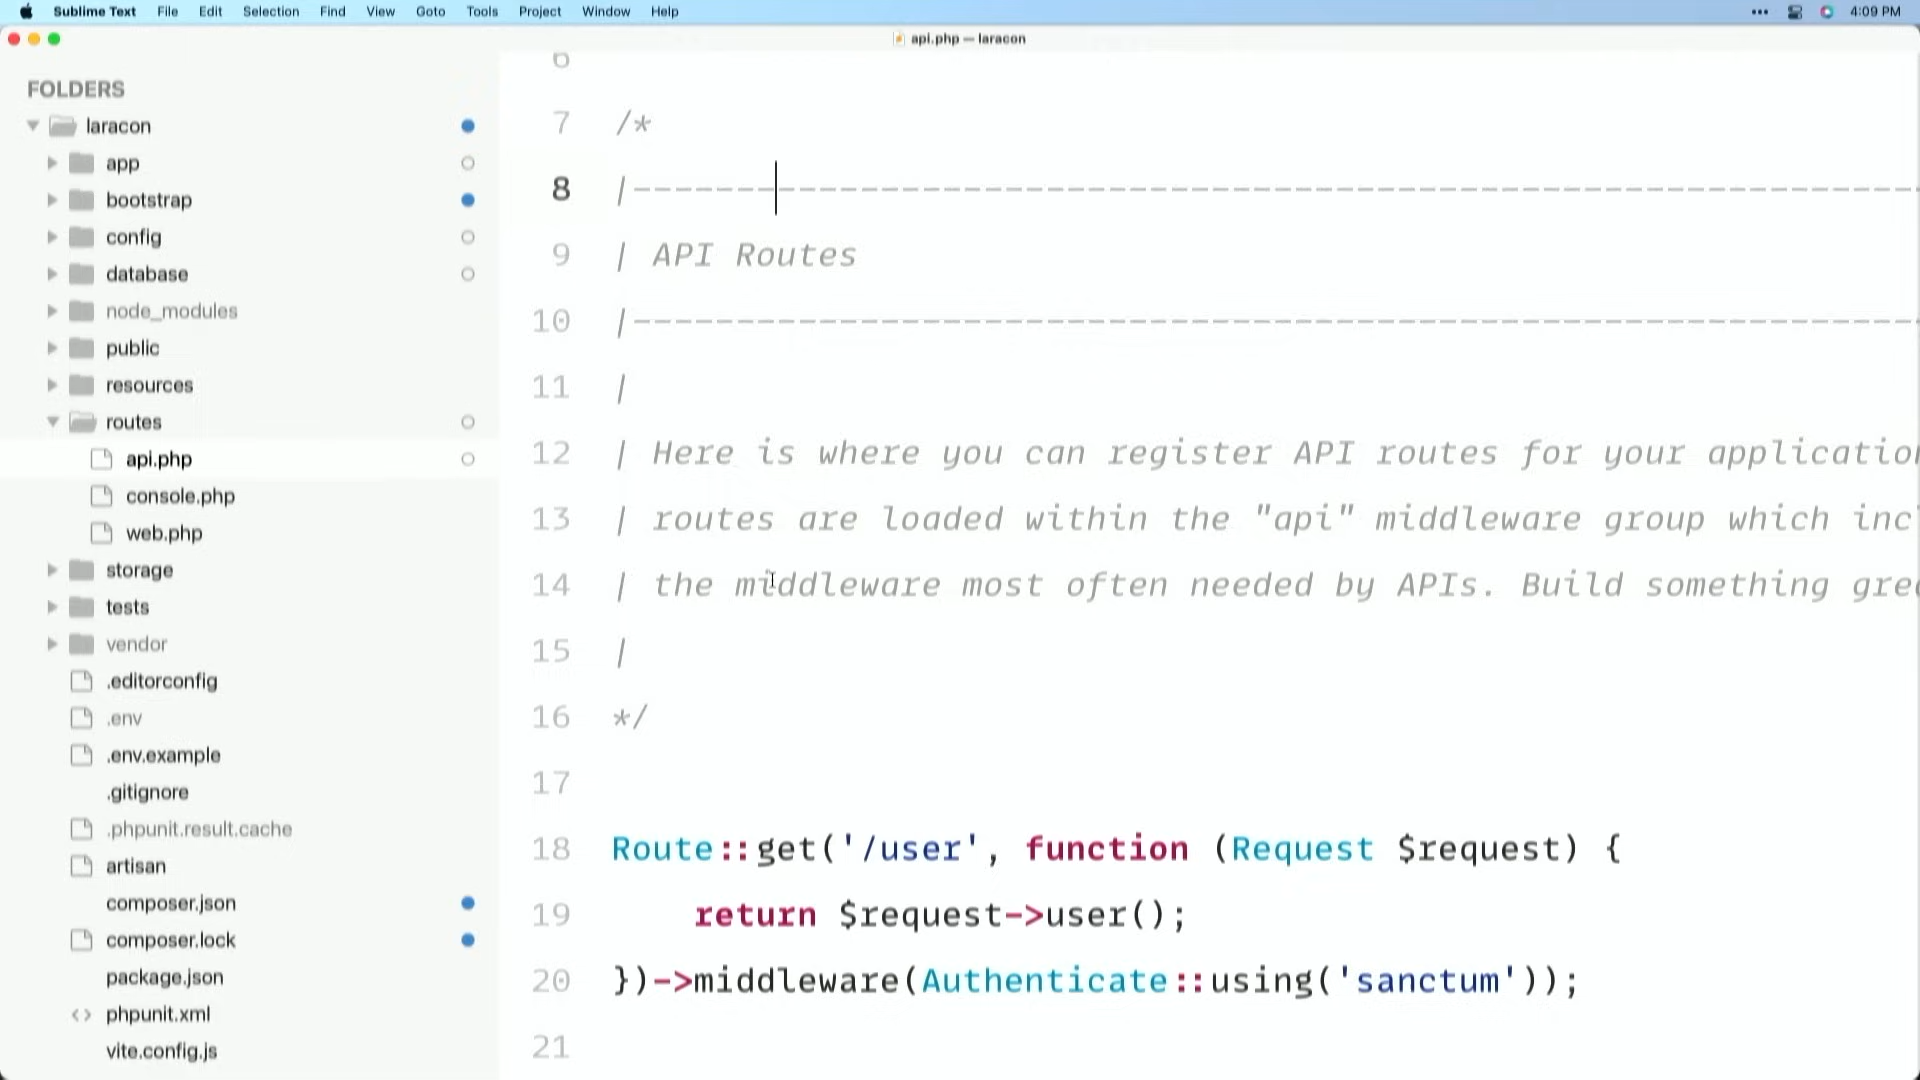 Sublime Text File Edit Selection Find View Goto Tools Project Window Help 4:09 PM
api.php — laracon
FOLDERS
laracon
app
bootstrap
config
database
node_modules
public
resources
routes
api.php
console.php
web.php
storage
tests
vendor
.editorconfig
.env
.env.example
.gitignore
.phpunit.result.cache
artisan
composer.json
composer.lock
package.json
<> phpunit.xml
vite.config.js
6
7 /*
8 |--------------------------------------------------------------
9 | API Routes
10 |--------------------------------------------------------------
11 |
12 | Here is where you can register API routes for your applicatio
13 | routes are loaded within the "api" middleware group which inc
14 | the middleware most often needed by APIs. Build something gre
15 |
16 */
17
18 Route::get('/user', function (Request $request) {
19     return $request->user();
20 })->middleware(Authenticate::using('sanctum'));
21